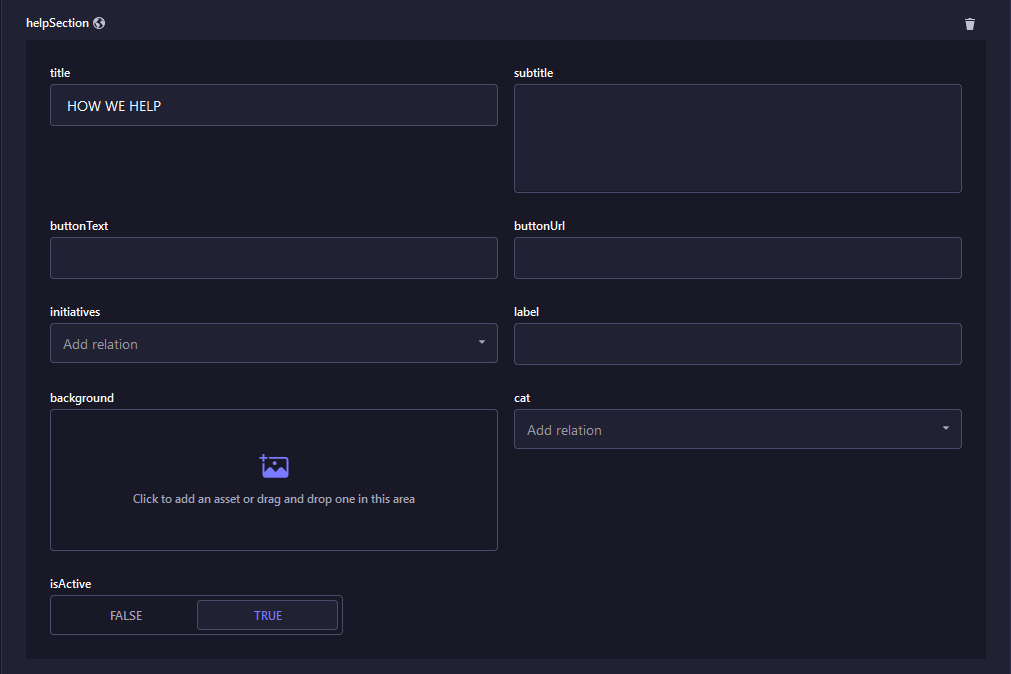 helpSection
title
subtitle
HOW WE HELP
buttonText
buttonUrl
initiatives
label
Add relation
background
cat
Add relation
Click to add an asset or drag and drop one in this area
isActive
FALSE
TRUE